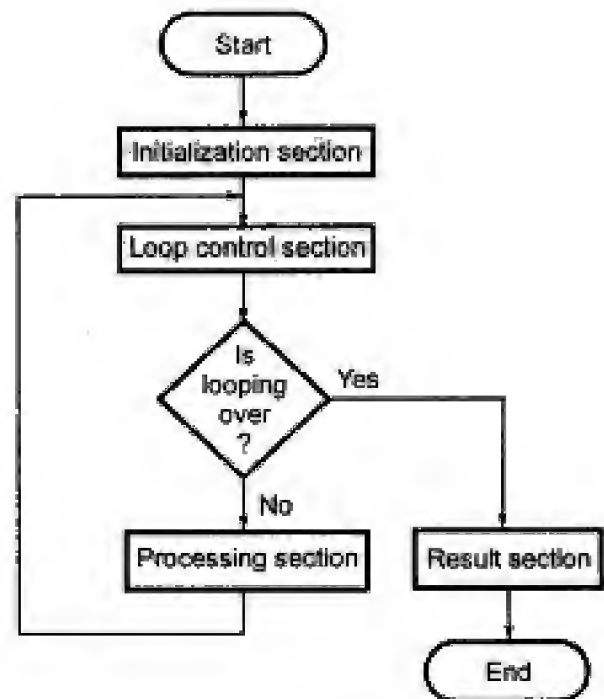 Start
Initialization section
Loop control section
Is
looping
over
?
Yes
No
Processing section
Result section
End